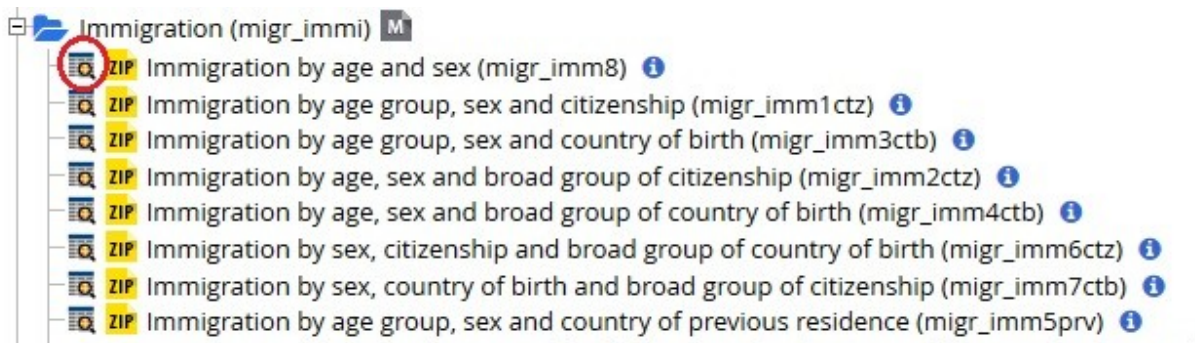 Immigration (migr_immi) M
ZIP Immigration by age and sex (migr_imm8) i
ZIP Immigration by age group, sex and citizenship (migr_imm1ctz) i
ZIP Immigration by age group, sex and country of birth (migr_imm3ctb) i
ZIP Immigration by age, sex and broad group of citizenship (migr_imm2ctz) i
ZIP Immigration by age, sex and broad group of country of birth (migr_imm4ctb) i
ZIP Immigration by sex, citizenship and broad group of country of birth (migr_imm6ctz) i
ZIP Immigration by sex, country of birth and broad group of citizenship (migr_imm7ctb) i
ZIP Immigration by age group, sex and country of previous residence (migr_imm5prv) i